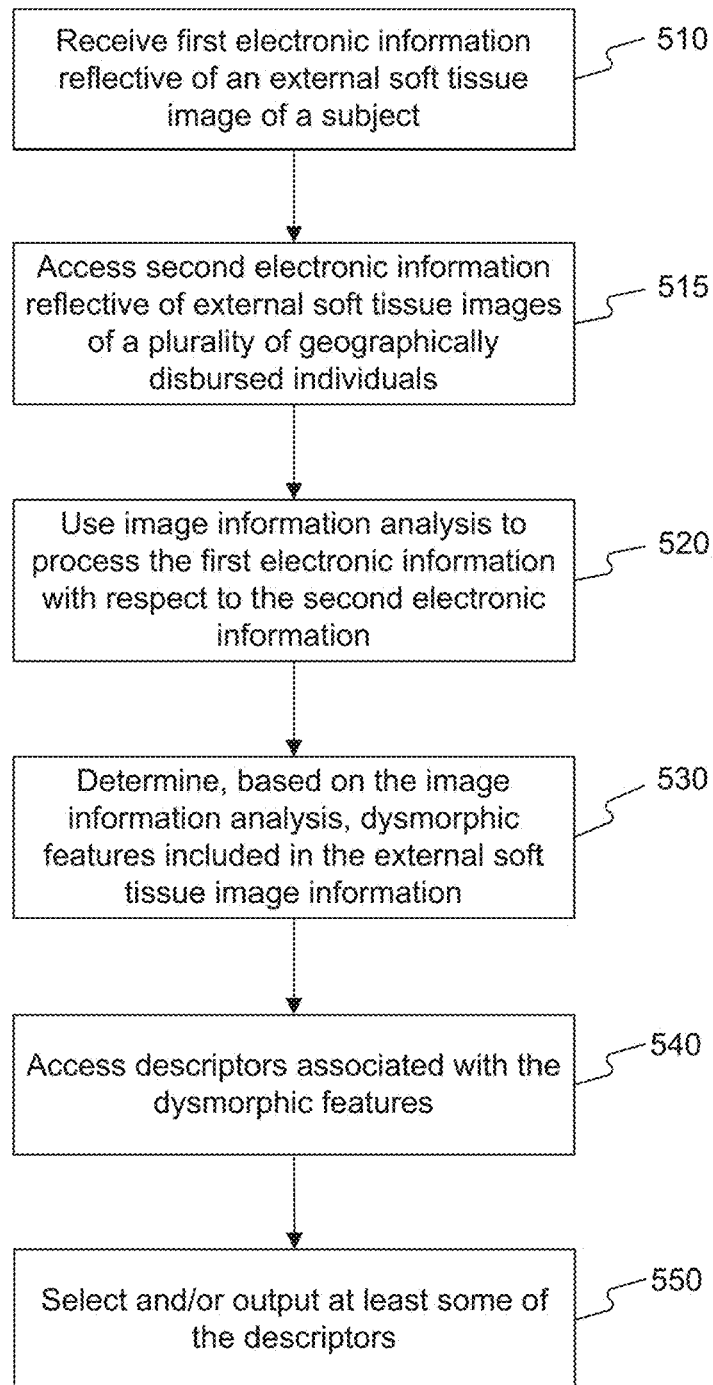 Receive first electronic information
reflective of an external soft tissue
image of a subject
510
Access second electronic information
reflective of external soft tissue images
of a plurality of geographically
disbursed individuals
515
Use image information analysis to
process the first electronic information
with respect to the second electronic
information
520
Determine, based on the image
information analysis, dysmorphic
features included in the external soft
tissue image information
530
Access descriptors associated with the
dysmorphic features
540
Select and/or output at least some of
the descriptors
550